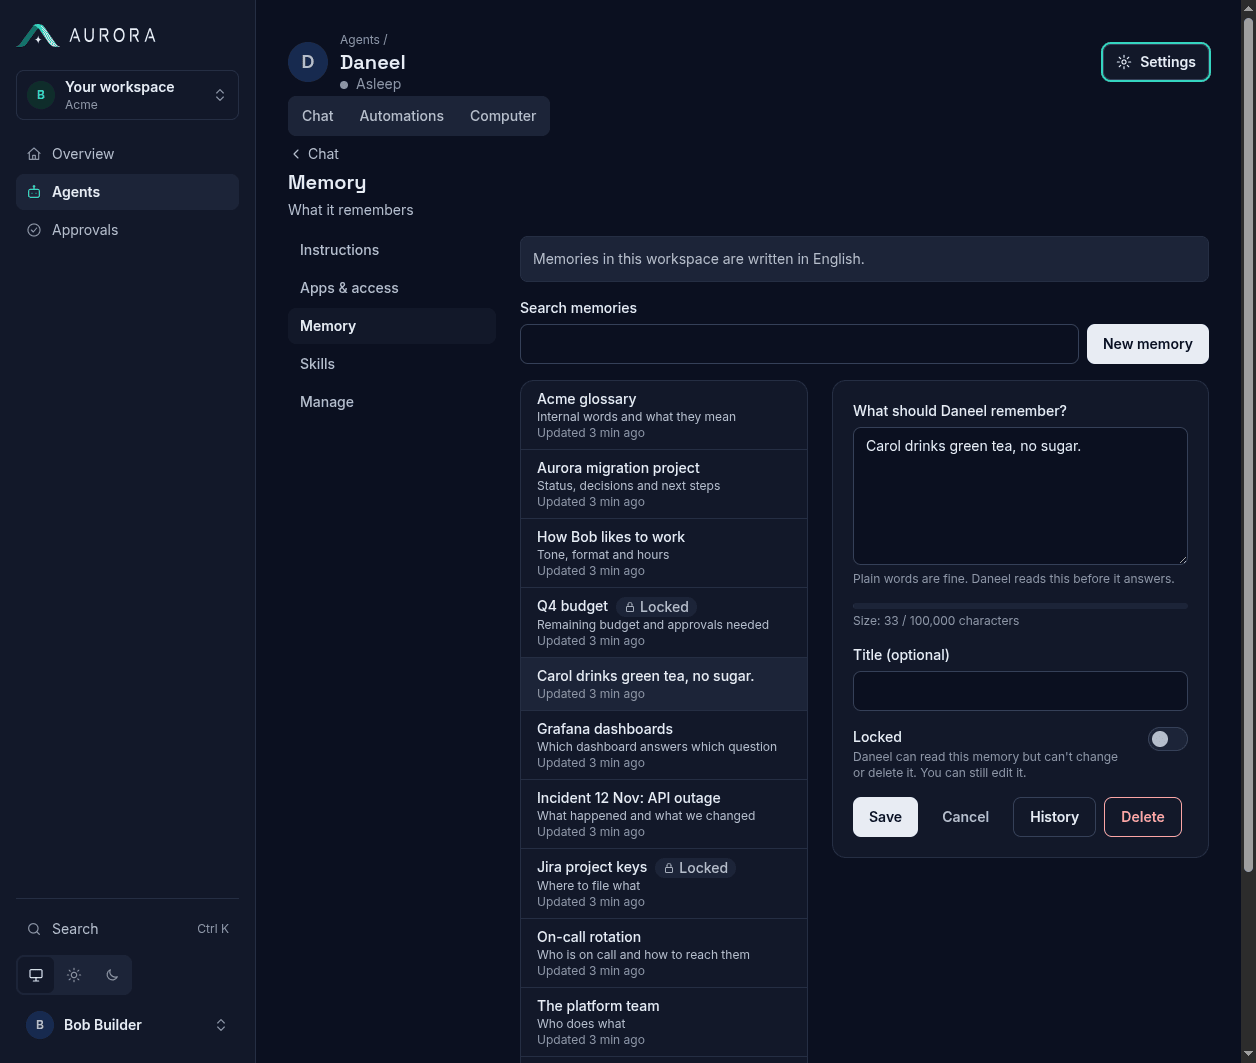 AURORA
B
Your workspace
Acme
Overview
Agents
Approvals
Search
Ctrl K
B
Bob Builder
D
Agents /
Daneel
Asleep
Settings
Chat
Automations
Computer
Chat
Memory
What it remembers
Instructions
Apps & access
Memory
Skills
Manage
Memories in this workspace are written in English.
Search memories
New memory
Acme glossary
Internal words and what they mean
Updated 3 min ago
Aurora migration project
Status, decisions and next steps
Updated 3 min ago
How Bob likes to work
Tone, format and hours
Updated 3 min ago
Q4 budget
Locked
Remaining budget and approvals needed
Updated 3 min ago
Carol drinks green tea, no sugar.
Updated 3 min ago
Grafana dashboards
Which dashboard answers which question
Updated 3 min ago
Incident 12 Nov: API outage
What happened and what we changed
Updated 3 min ago
Jira project keys
Locked
Where to file what
Updated 3 min ago
On-call rotation
Who is on call and how to reach them
Updated 3 min ago
The platform team
Who does what
Updated 3 min ago
What should Daneel remember?
Carol drinks green tea, no sugar.
Plain words are fine. Daneel reads this before it answers.
Size: 33 / 100,000 characters
Title (optional)
Locked
Daneel can read this memory but can't change
or delete it. You can still edit it.
Save
Cancel
History
Delete